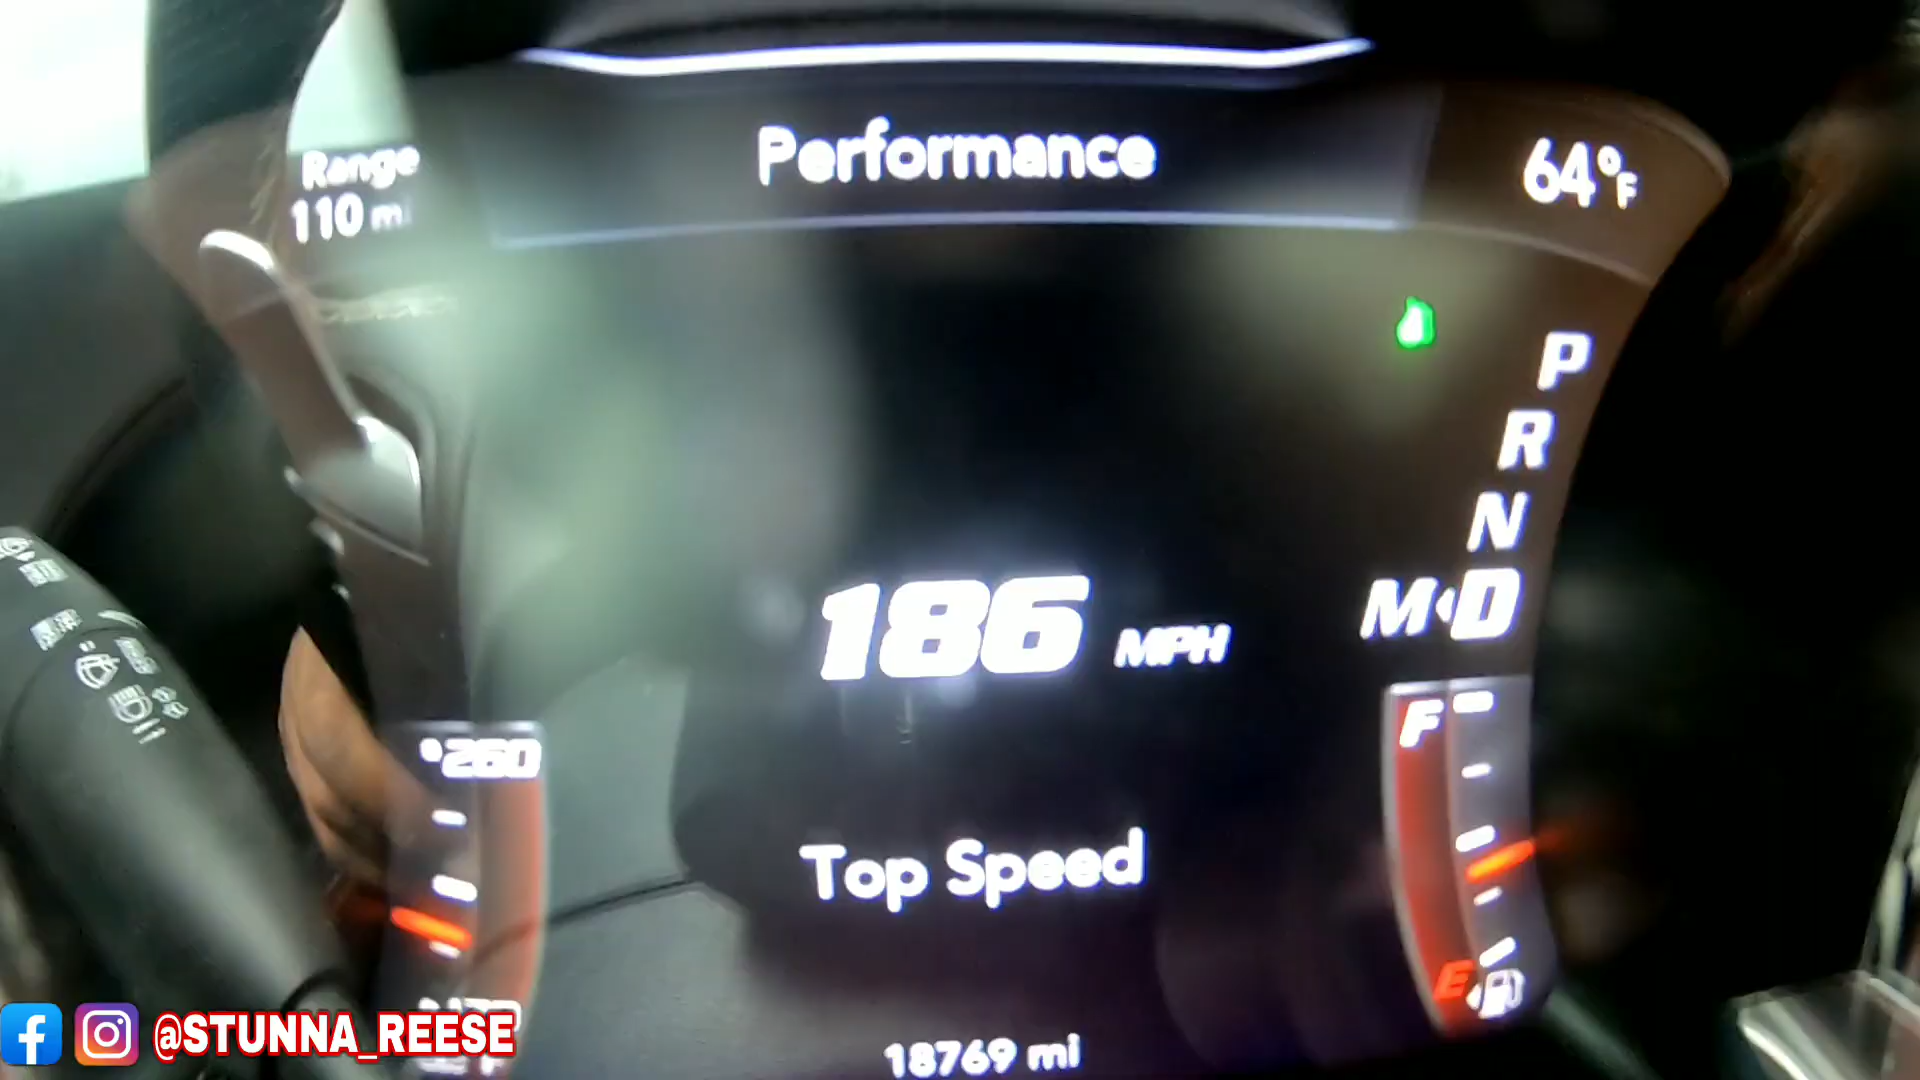 Performance
Range
110 mi
64°F
P
R
N
M D
186 MPH
260
F
Top Speed
E
18769 mi
@STUNNA_REESE